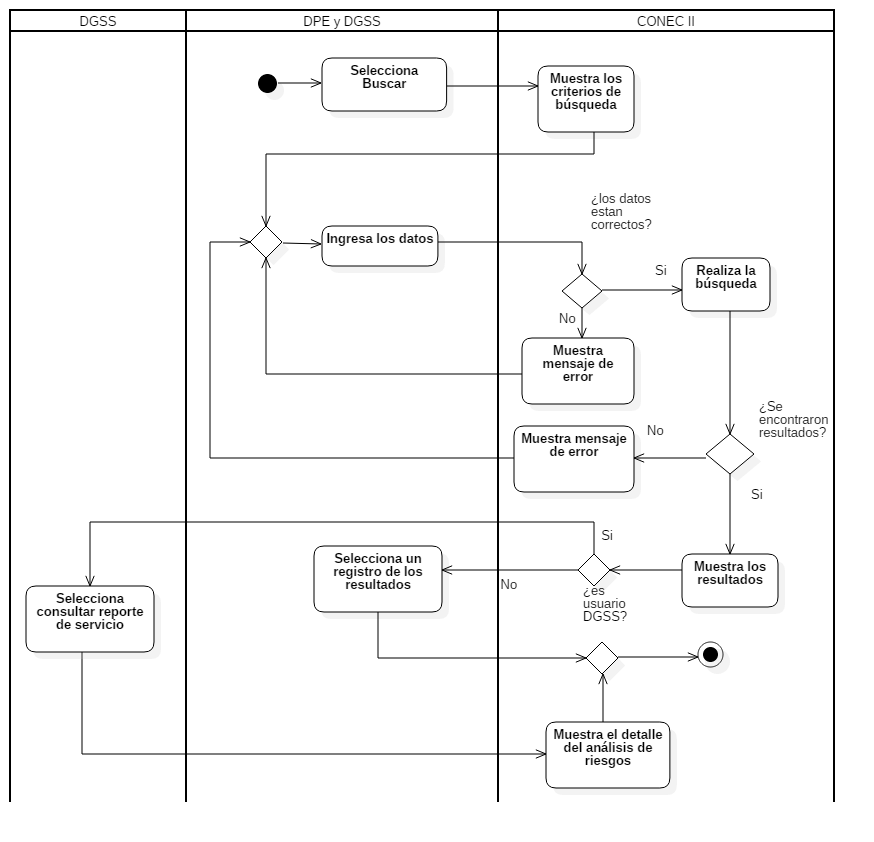 DGSS
DPE y DGSS
CONEC II
Selecciona
Buscar
Muestra los
criterios de
búsqueda
¿los datos
estan
correctos?
Ingresa los datos
Si
Realiza la
búsqueda
No
Muestra
mensaje de
error
¿Se
encontraron
resultados?
Muestra mensaje
de error
No
Si
Si
Selecciona un
registro de los
resultados
No
Muestra los
resultados
¿es
usuario
DGSS?
Selecciona
consultar reporte
de servicio
Muestra el detalle
del análisis de
riesgos